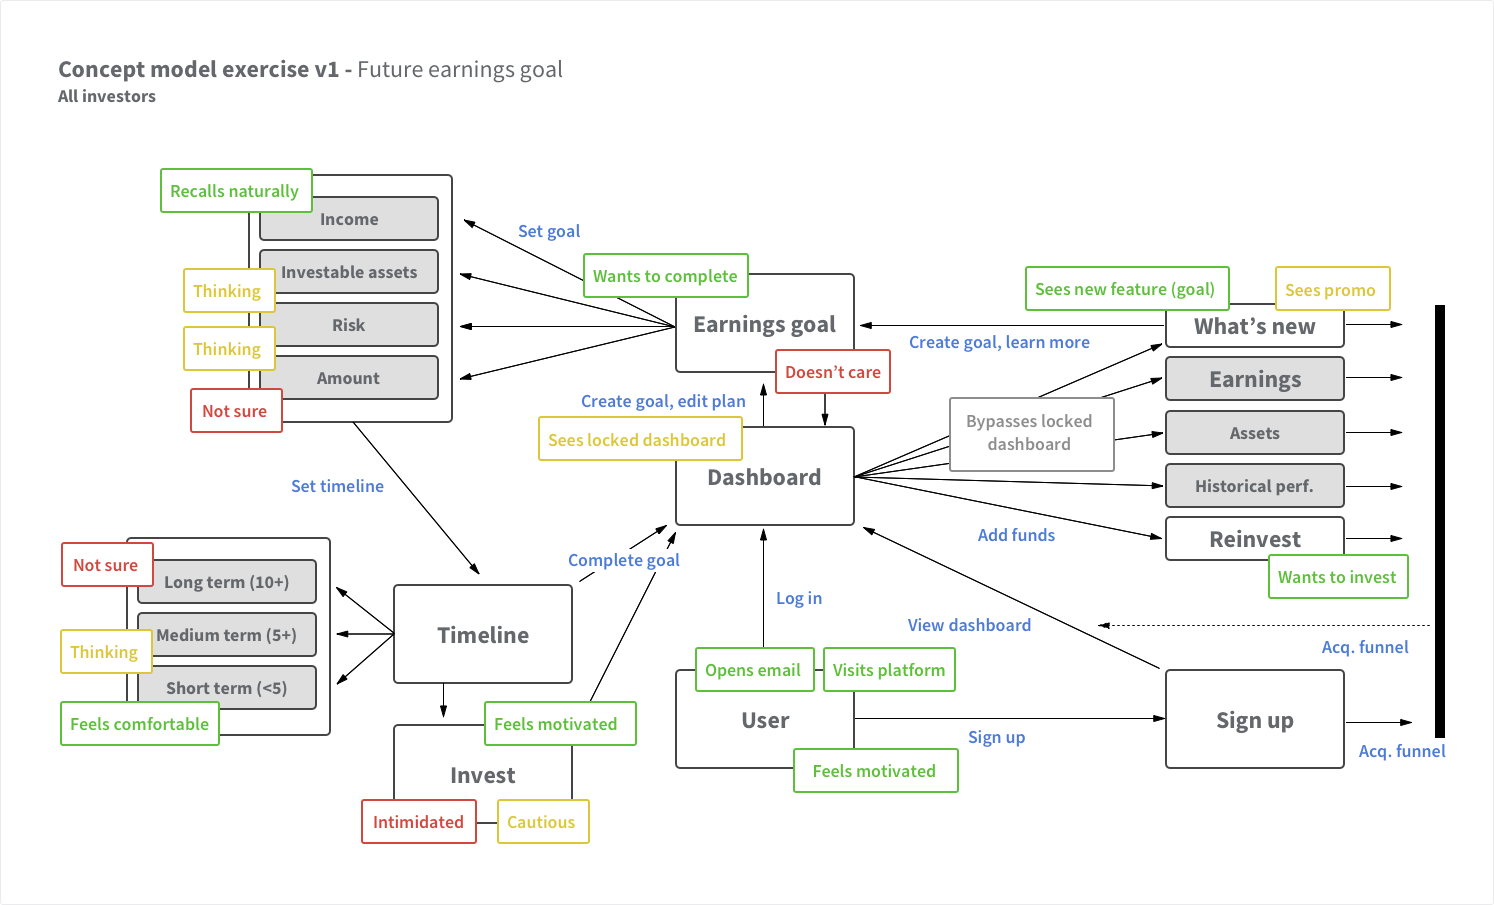 Concept model exercise v1 - Future earnings goal
All investors
Recalls naturally
Income
Investable assets
Thinking
Risk
Thinking
Amount
Not sure
Set goal
Wants to complete
Earnings goal
Doesn’t care
Create goal, edit plan
Sees locked dashboard
Dashboard
Sees new feature (goal)
Sees promo
What’s new
Create goal, learn more
Earnings
Bypasses locked
dashboard
Assets
Historical perf.
Reinvest
Add funds
Wants to invest
Set timeline
Not sure
Long term (10+)
Medium term (5+)
Thinking
Short term (<5)
Feels comfortable
Timeline
Complete goal
Feels motivated
Invest
Intimidated
Cautious
Log in
Opens email
Visits platform
User
Feels motivated
View dashboard
Acq. funnel
Sign up
Sign up
Acq. funnel